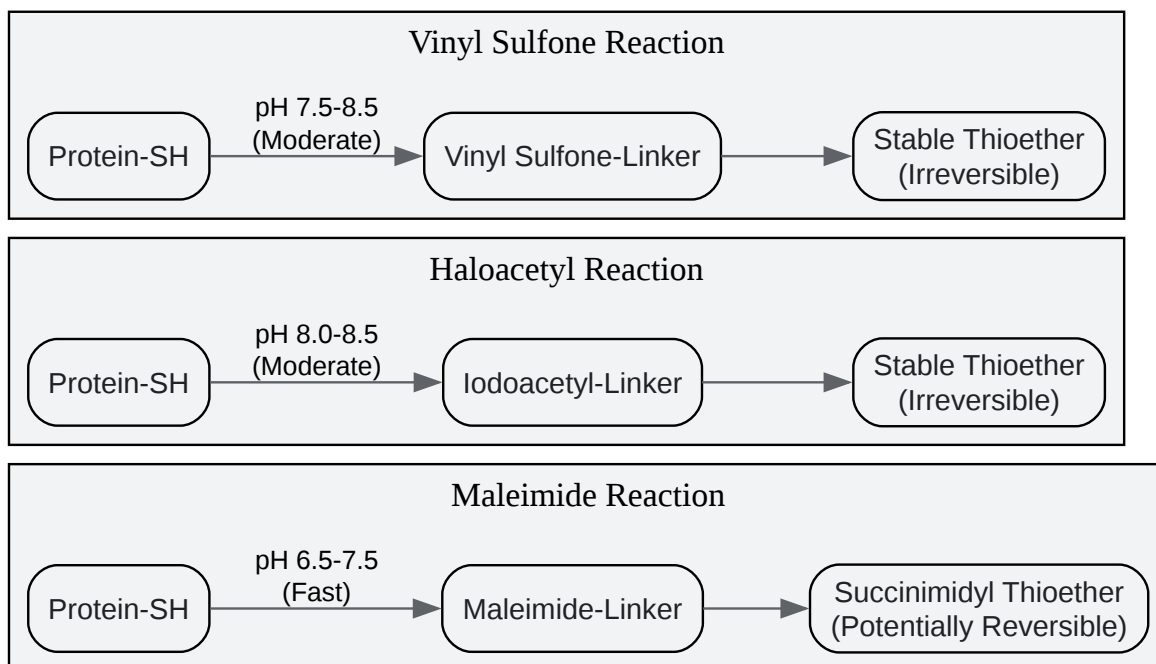 Vinyl Sulfone Reaction
pH 7.5-8.5
(Moderate)
Protein-SH
Vinyl Sulfone-Linker
Stable Thioether
(Irreversible)
Haloacetyl Reaction
pH 8.0-8.5
(Moderate)
Protein-SH
Iodoacetyl-Linker
Stable Thioether
(Irreversible)
Maleimide Reaction
pH 6.5-7.5
(Fast)
Protein-SH
Maleimide-Linker
Succinimidyl Thioether
(Potentially Reversible)